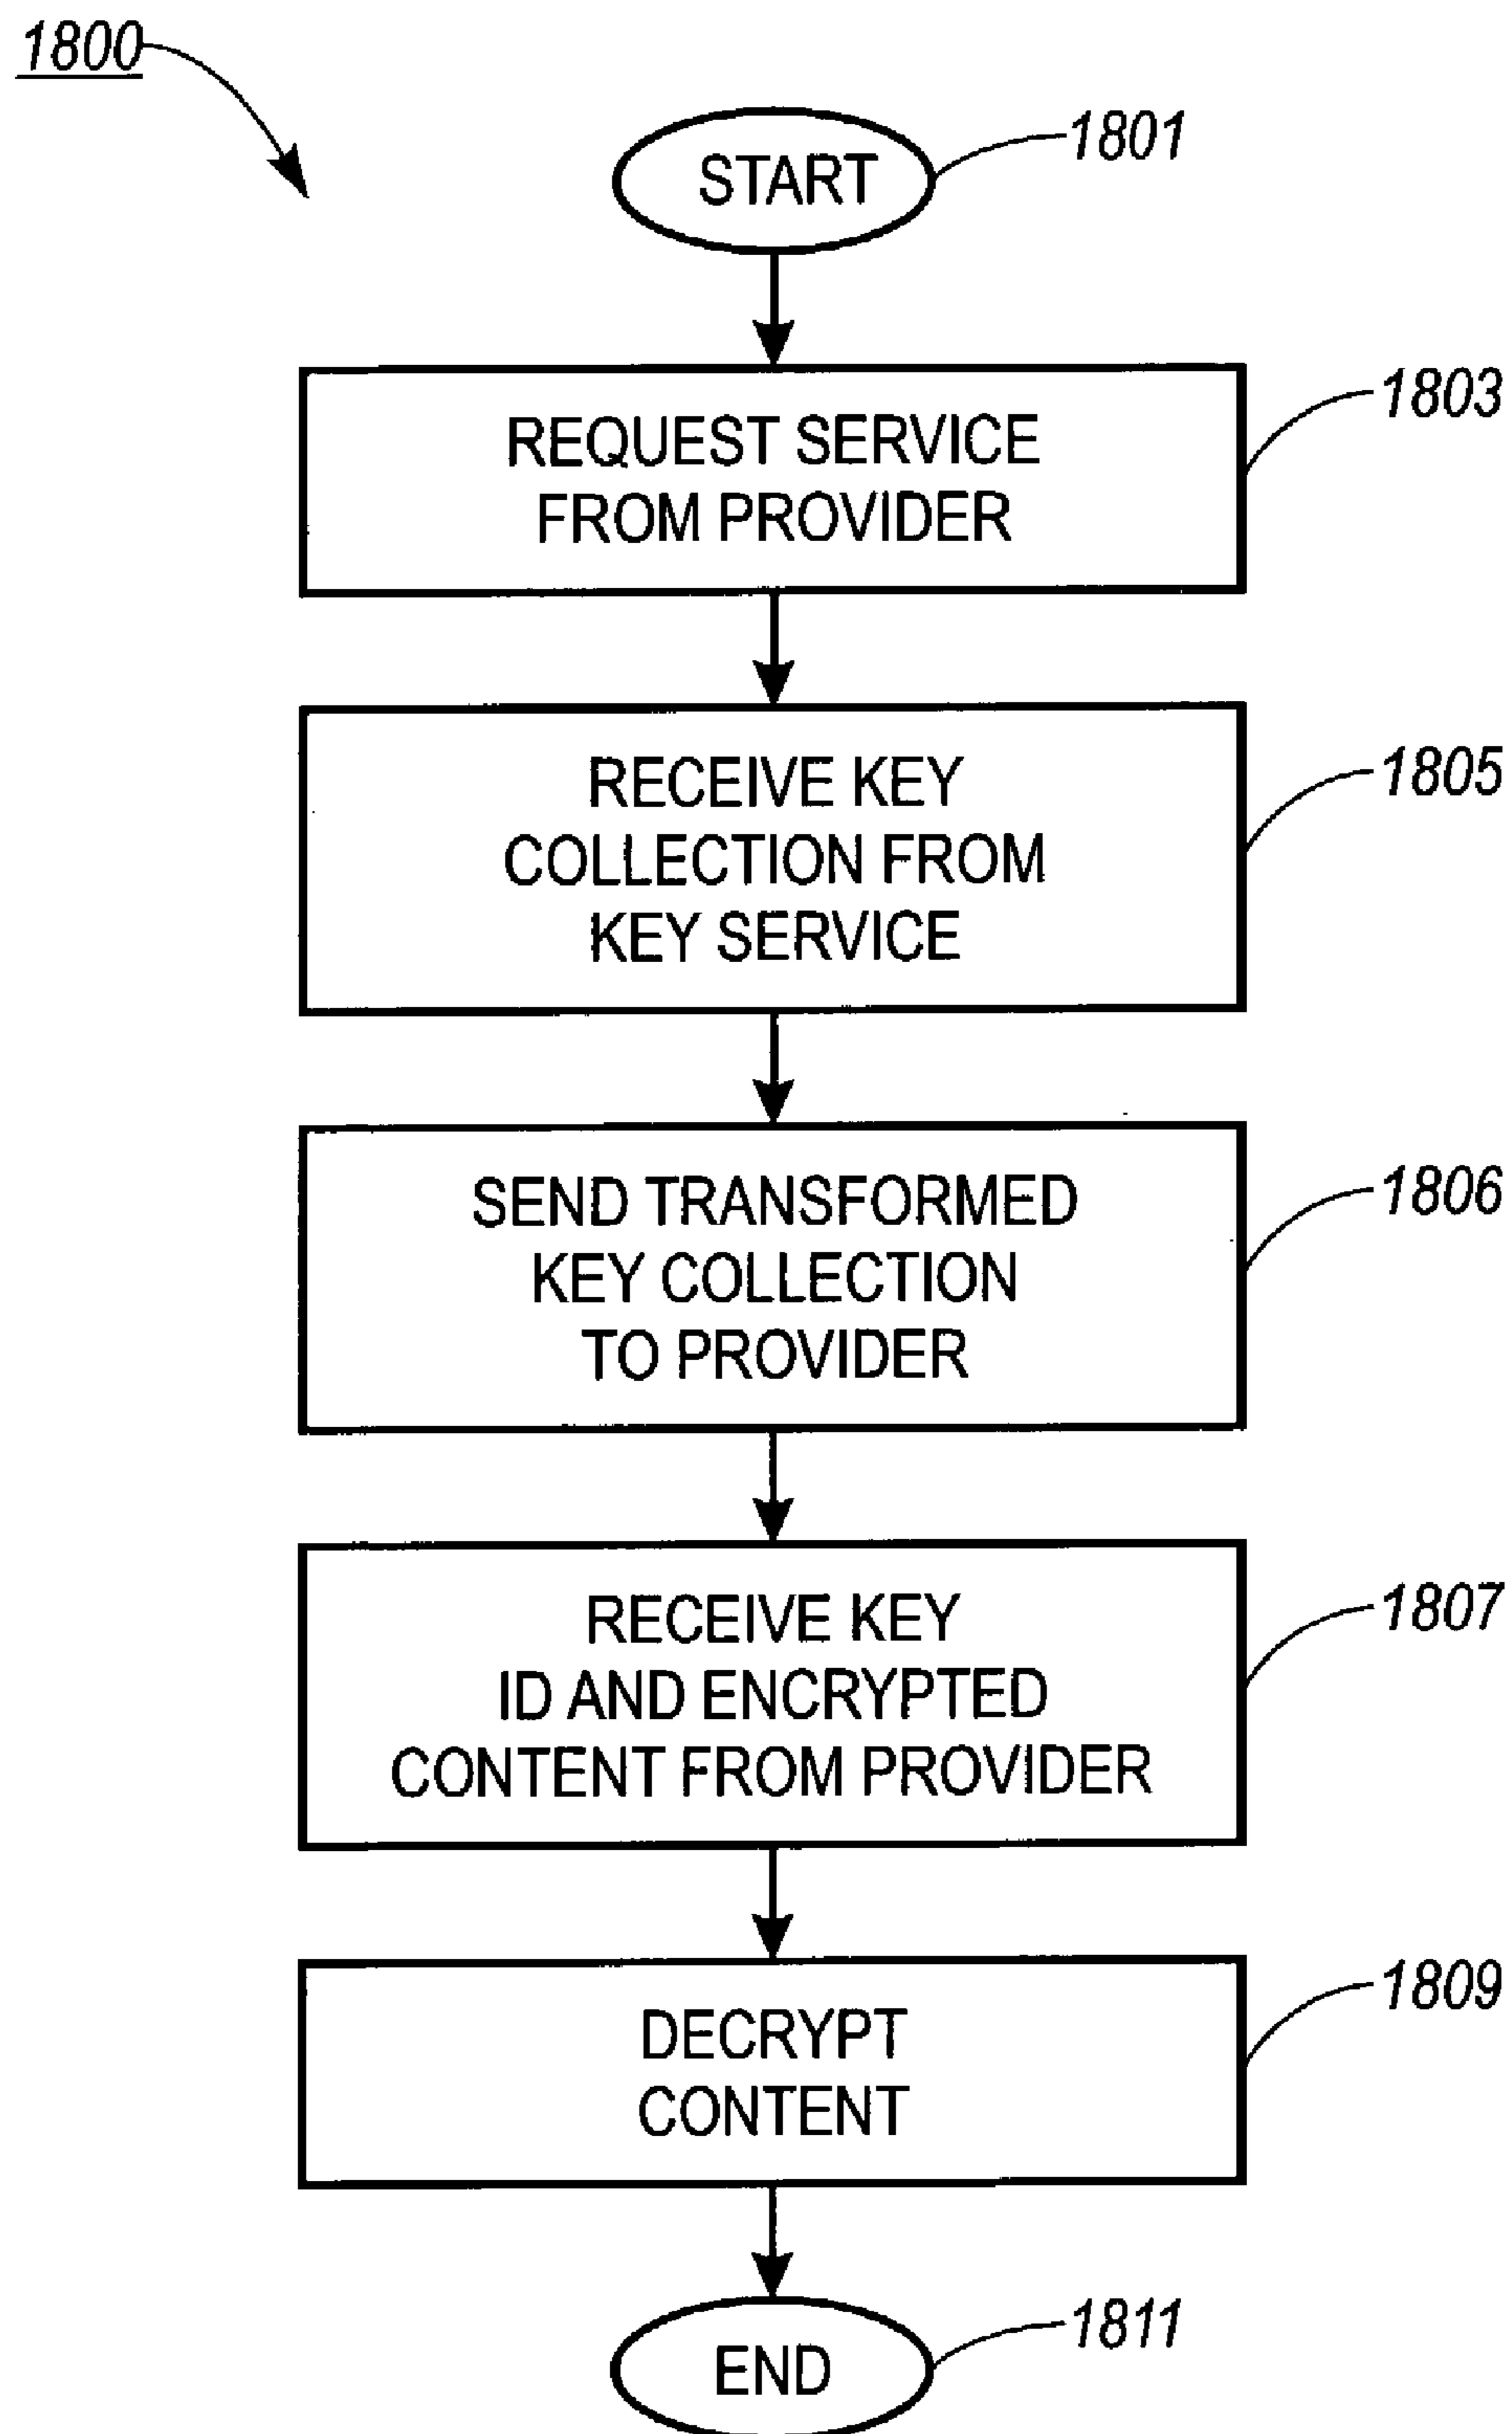 1800
START
1801
REQUEST SERVICE
FROM PROVIDER
1803
RECEIVE KEY
COLLECTION FROM
KEY SERVICE
1805
SEND TRANSFORMED
KEY COLLECTION
TO PROVIDER
1806
RECEIVE KEY
ID AND ENCRYPTED
CONTENT FROM PROVIDER
1807
DECRYPT
CONTENT
1809
END
1811